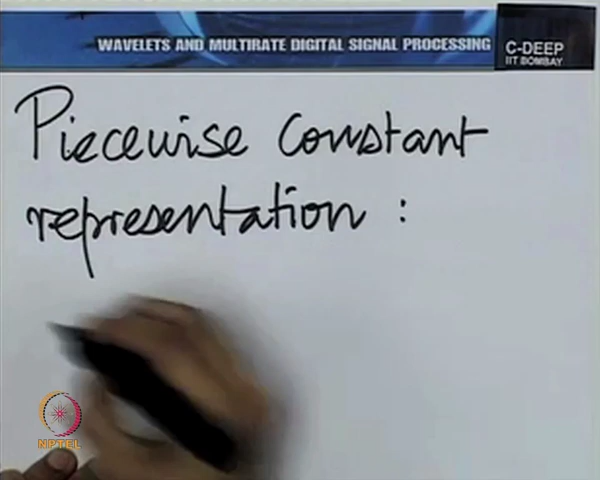 WAVELETS AND MULTIRATE DIGITAL SIGNAL PROCESSING
C-DEEP
IIT BOMBAY
Piecewise constant
representation :
NPTEL